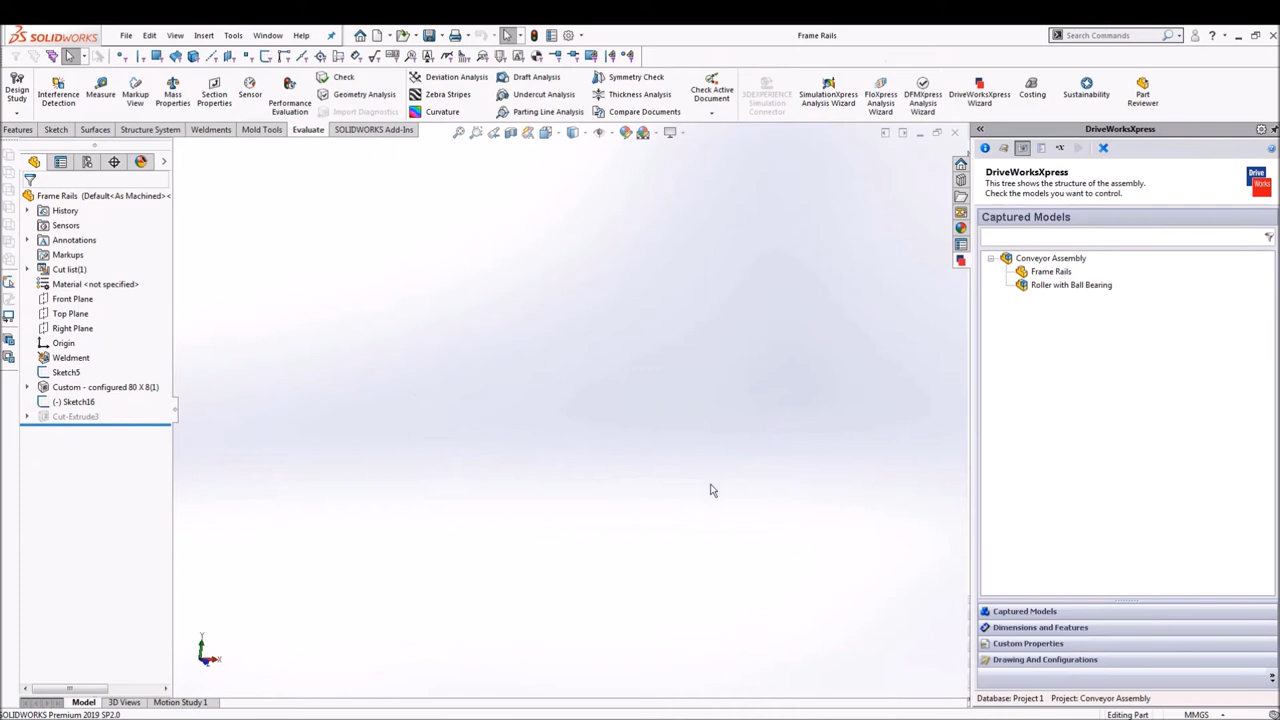 SOLIDWORKS File Edit View Insert Tools Window Help Frame Rails Search Commands ?
Design Study Interference Detection Measure Markup View Mass Properties Section Properties Sensor Performance Evaluation
Check Geometry Analysis Import Diagnostics
Deviation Analysis Zebra Stripes Curvature
Draft Analysis Undercut Analysis Parting Line Analysis
Symmetry Check Thickness Analysis Compare Documents
Check Active Document 3DEXPERIENCE Simulation Connector SimulationXpress Analysis Wizard FloXpress Analysis Wizard DFMXpress Analysis Wizard DriveWorksXpress Wizard Costing Sustainability Part Reviewer
Features Sketch Surfaces Structure System Weldments Mold Tools Evaluate SOLIDWORKS Add-Ins
Frame Rails (Default<As Machined><
History
Sensors
Annotations
Markups
Cut list(1)
Material <not specified>
Front Plane
Top Plane
Right Plane
Origin
Weldment
Sketch5
Custom - configured 80 X 8(1)
(-) Sketch16
Cut-Extrude3
Y
X
DriveWorksXpress
DriveWorksXpress
This tree shows the structure of the assembly.
Check the models you want to control.
Drive
Works
Captured Models
Conveyor Assembly
Frame Rails
Roller with Ball Bearing
Captured Models
Dimensions and Features
Custom Properties
Drawing And Configurations
Database: Project 1 Project: Conveyor Assembly
Model 3D Views Motion Study 1
SOLIDWORKS Premium 2019 SP2.0 Editing Part MMGS